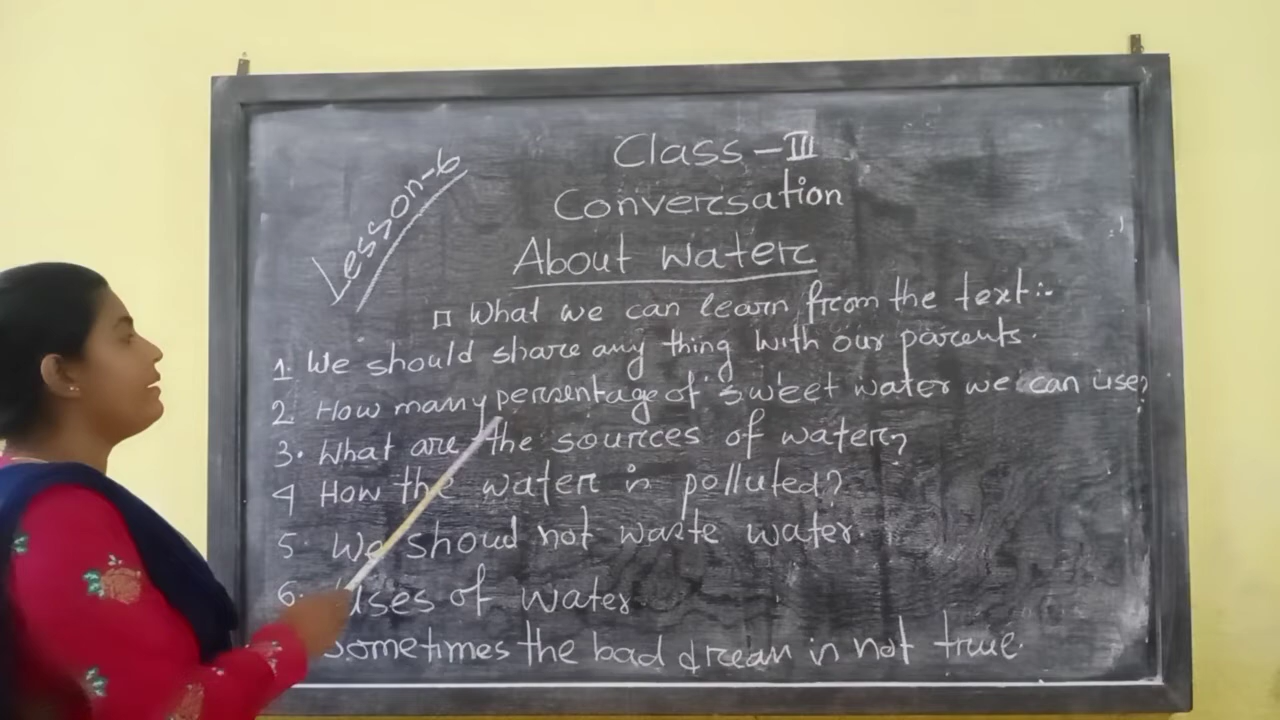 Lesson-6
Class-III
Conversation
About water
□ What we can learn from the text:-
1. We should share any thing with our parents.
2. How many persentage of sweet water we can use?
3. What are the sources of water?
4 How the water is polluted?
5. We shoud not waste water.
6. Uses of water.
Sometimes the bad dream is not true.